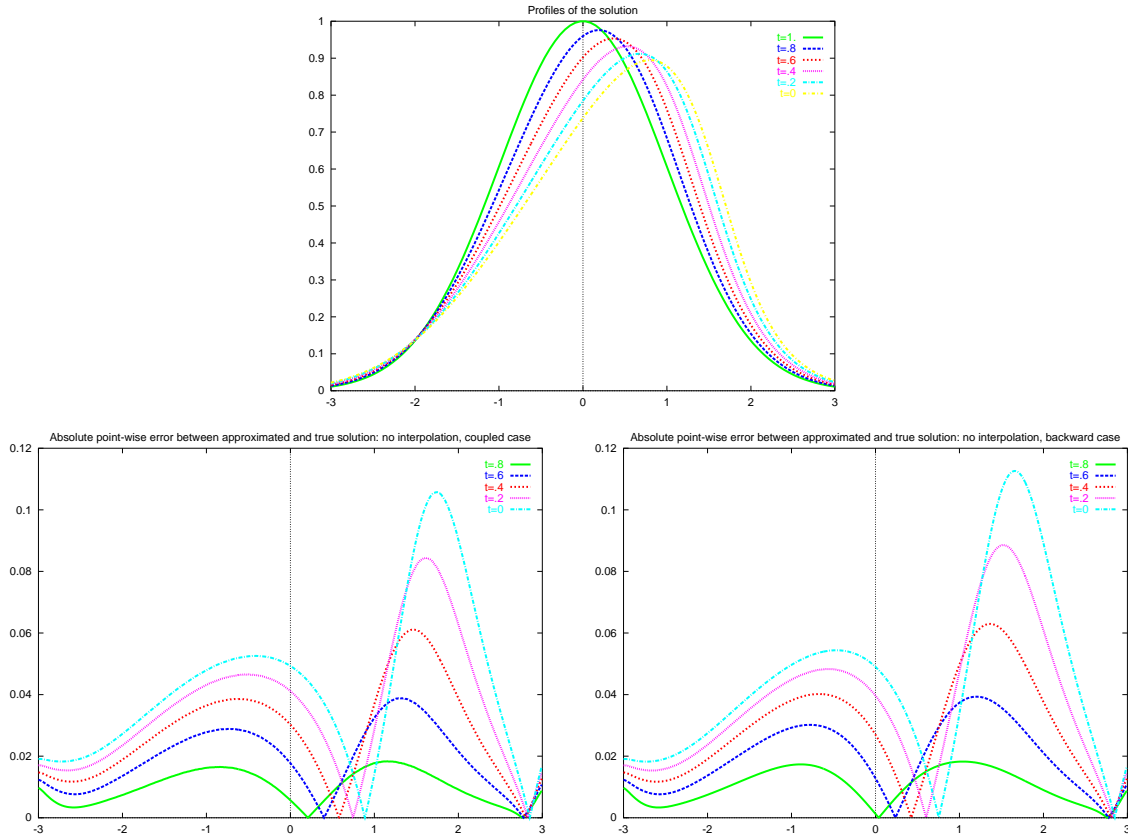 Profiles of the solution
1
0.9
0.8
0.7
0.6
0.5
0.4
0.3
0.2
0.1
0
-3
-2
-1
0
1
2
3
t=1.
t=.8
t=.6
t=.4
t=.2
t=0
Absolute point-wise error between approximated and true solution: no interpolation, coupled case
0.12
0.1
0.08
0.06
0.04
0.02
0
-3
-2
-1
0
1
2
3
t=.8
t=.6
t=.4
t=.2
t=0
Absolute point-wise error between approximated and true solution: no interpolation, backward case
0.12
0.1
0.08
0.06
0.04
0.02
0
-3
-2
-1
0
1
2
3
t=.8
t=.6
t=.4
t=.2
t=0